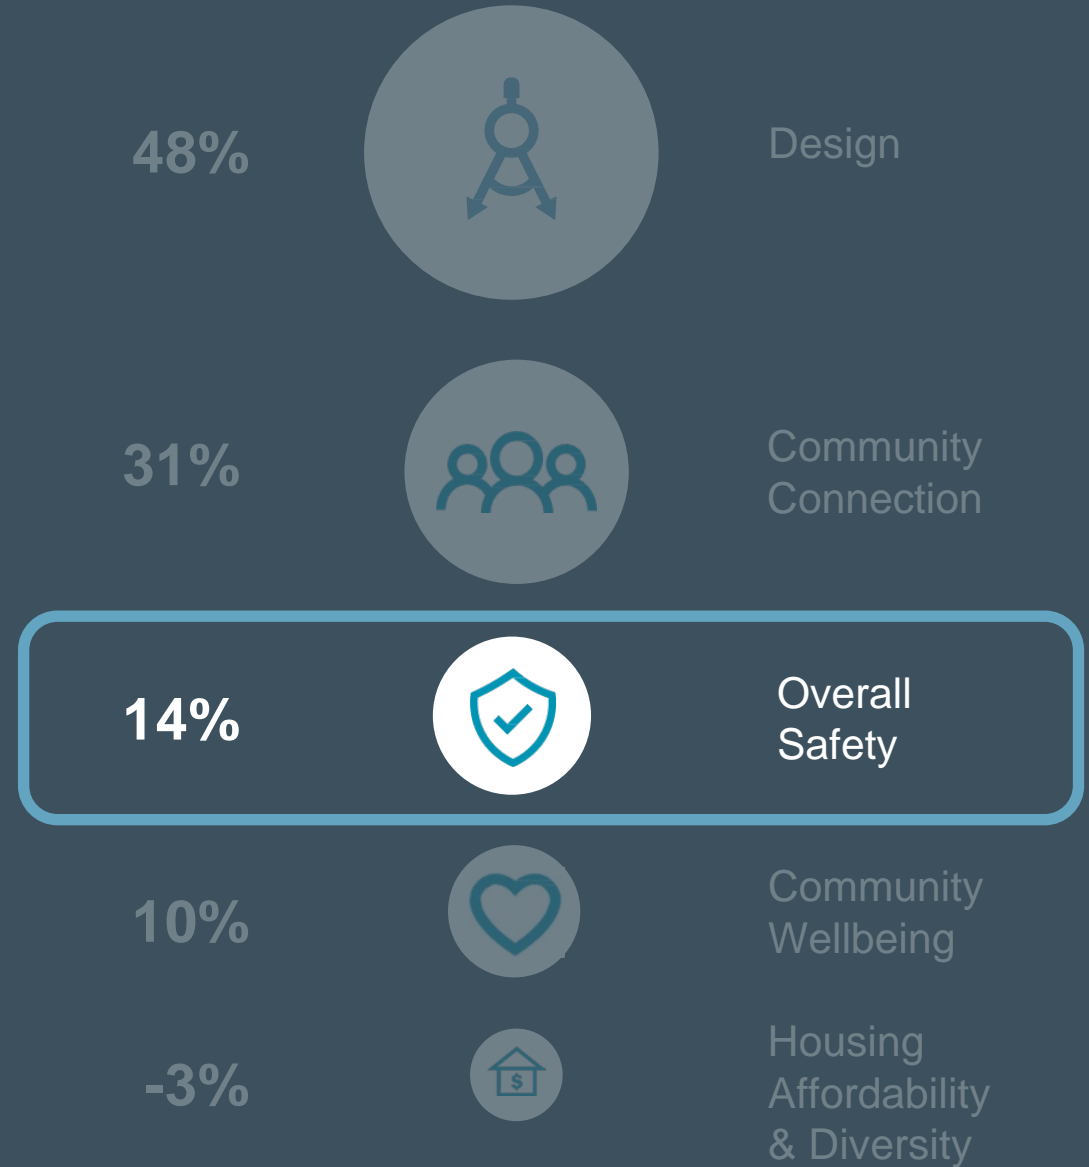 48%
Design
31%
Community
Connection
14%
Overall
Safety
10%
Community
Wellbeing
-3%
$
Housing
Affordability
& Diversity